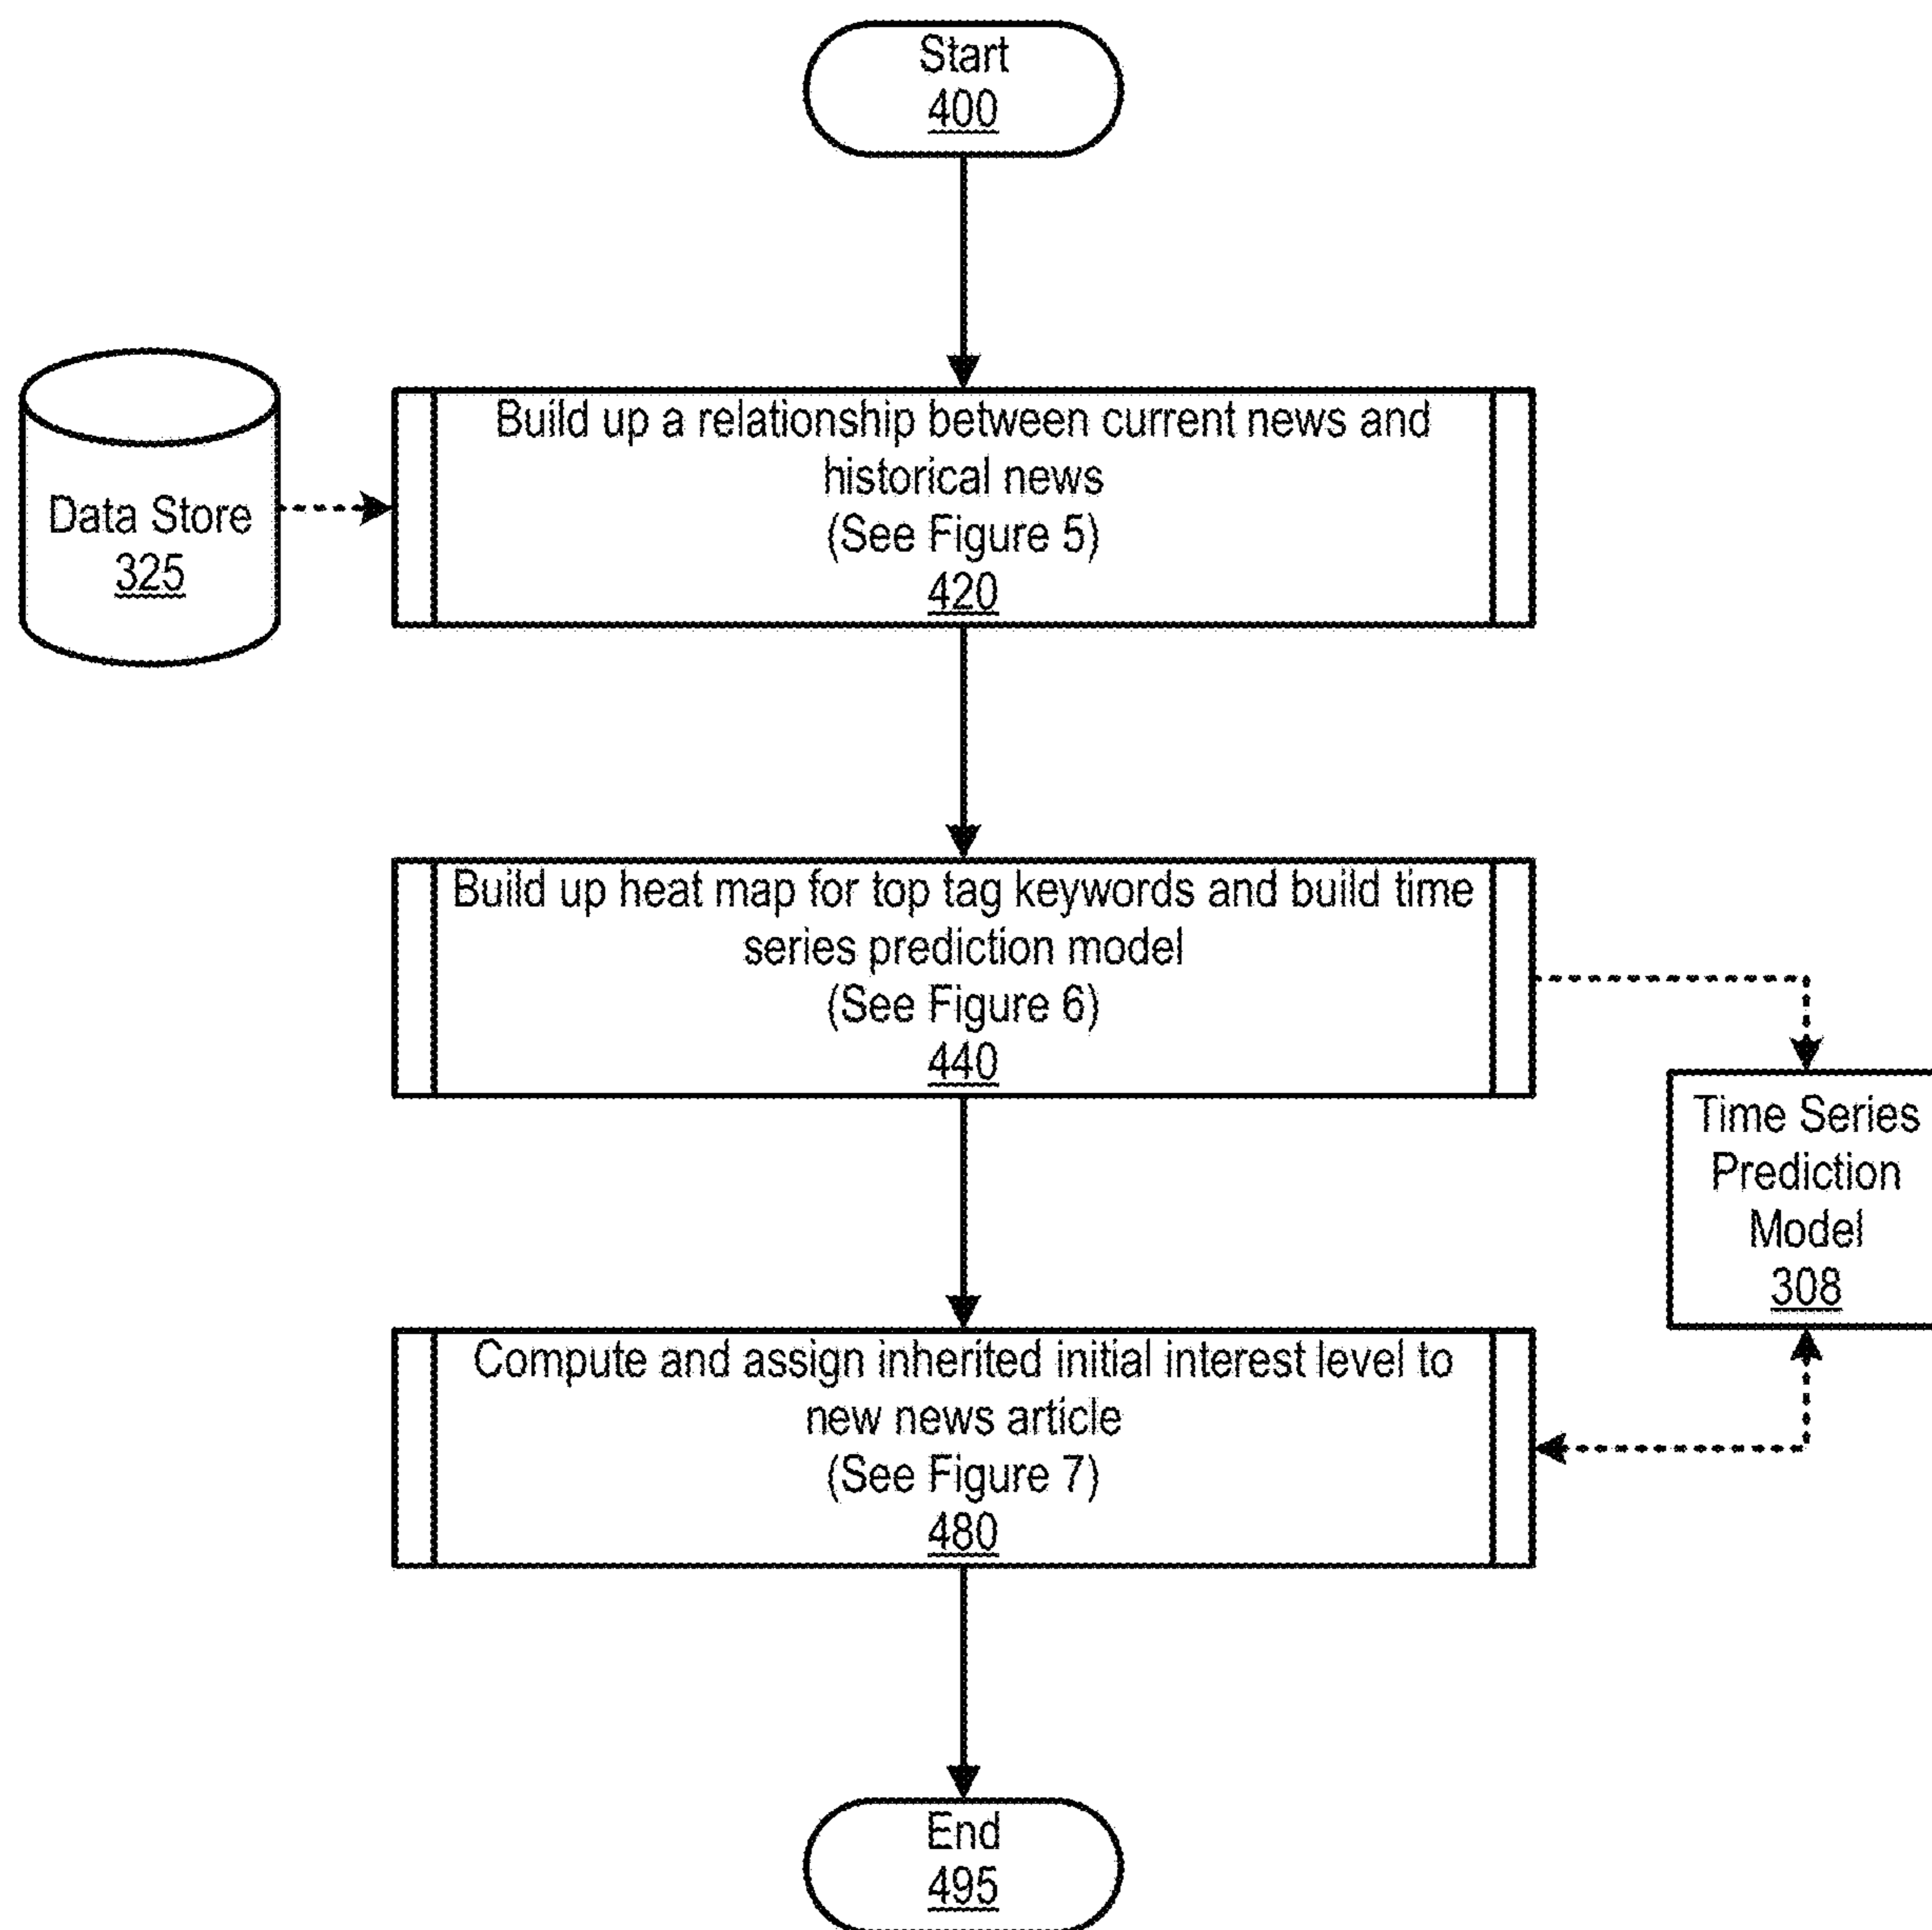 Start
400
Build up a relationship between current news and
historical news
(See Figure 5)
420
Data Store
325
Build up heat map for top tag keywords and build time
series prediction model
(See Figure 6)
440
Time Series
Prediction
Model
308
Compute and assign inherited initial interest level to
new news article
(See Figure 7)
480
End
495